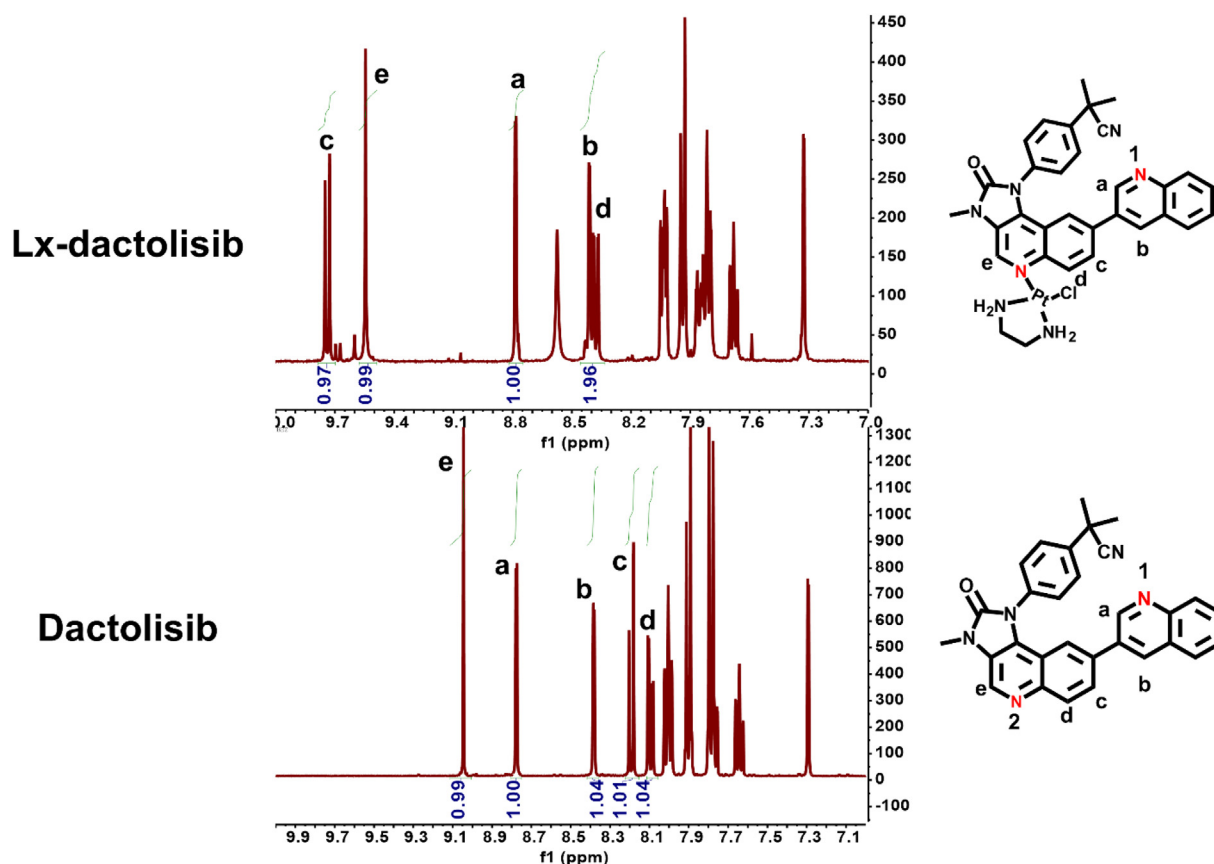 Lx-dactolisib
c
e
a
b
d
450
400
350
300
250
200
150
100
50
0
0.97
0.99
1.00
1.96
0.0 9.7 9.4 9.1 8.8 8.5 8.2 7.9 7.6 7.3 7.0
f1 (ppm)
CN
O
N
N
1
N
a
b
e
N
c
d
Pt
Cl
H2N
NH2
Dactolisib
e
a
b
c
d
1300
1200
1100
1000
900
800
700
600
500
400
300
200
100
0
-100
0.99
1.00
1.04
1.01
1.04
9.9 9.7 9.5 9.3 9.1 8.9 8.7 8.5 8.3 8.1 7.9 7.7 7.5 7.3 7.1
f1 (ppm)
CN
O
N
N
1
N
a
b
e
N
2
d
c